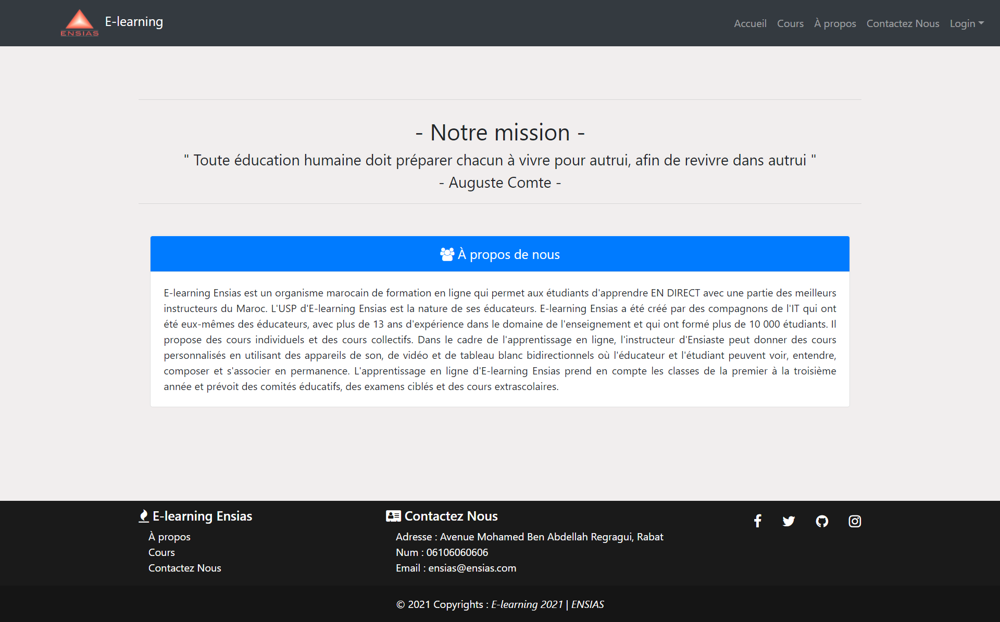 ENSIAS
E-learning
Accueil Cours À propos Contactez Nous Login
- Notre mission -
" Toute éducation humaine doit préparer chacun à vivre pour autrui, afin de revivre dans autrui "
- Auguste Comte -
À propos de nous
E-learning Ensias est un organisme marocain de formation en ligne qui permet aux étudiants d'apprendre EN DIRECT avec une partie des meilleurs
instructeurs du Maroc. L'USP d'E-learning Ensias est la nature de ses éducateurs. E-learning Ensias a été créé par des compagnons de l'IT qui ont
été eux-mêmes des éducateurs, avec plus de 13 ans d'expérience dans le domaine de l'enseignement et qui ont formé plus de 10 000 étudiants. Il
propose des cours individuels et des cours collectifs. Dans le cadre de l'apprentissage en ligne, l'instructeur d'Ensiaste peut donner des cours
personnalisés en utilisant des appareils de son, de vidéo et de tableau blanc bidirectionnels où l'éducateur et l'étudiant peuvent voir, entendre,
composer et s'associer en permanence. L'apprentissage en ligne d'E-learning Ensias prend en compte les classes de la premier à la troisième
année et prévoit des comités éducatifs, des examens ciblés et des cours extrascolaires.
E-learning Ensias
À propos
Cours
Contactez Nous
Contactez Nous
Adresse : Avenue Mohamed Ben Abdellah Regragui, Rabat
Num : 06106060606
Email : ensias@ensias.com
© 2021 Copyrights : E-learning 2021 | ENSIAS